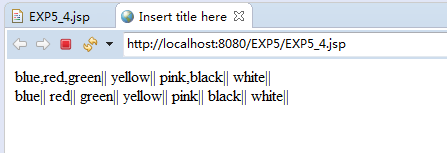 EXP5_4.jsp
Insert title here
http://localhost:8080/EXP5/EXP5_4.jsp
blue,red,green|| yellow|| pink,black|| white||
blue|| red|| green|| yellow|| pink|| black|| white||